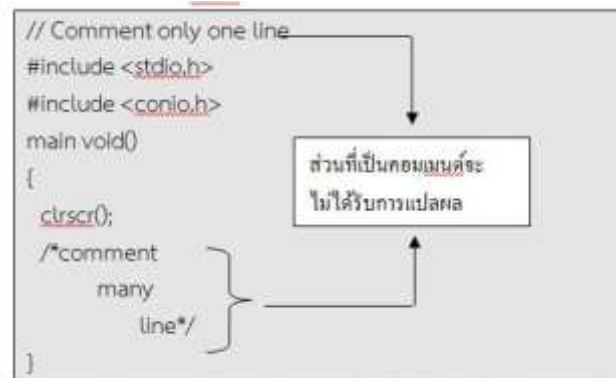 // Comment only one line
#include <stdio.h>
#include <conio.h>
main void()
{
clrscr();
/*comment
many
line*/
}
ส่วนที่เป็นคอมเมนต์จะ
ไม่ได้รับการแปลผล